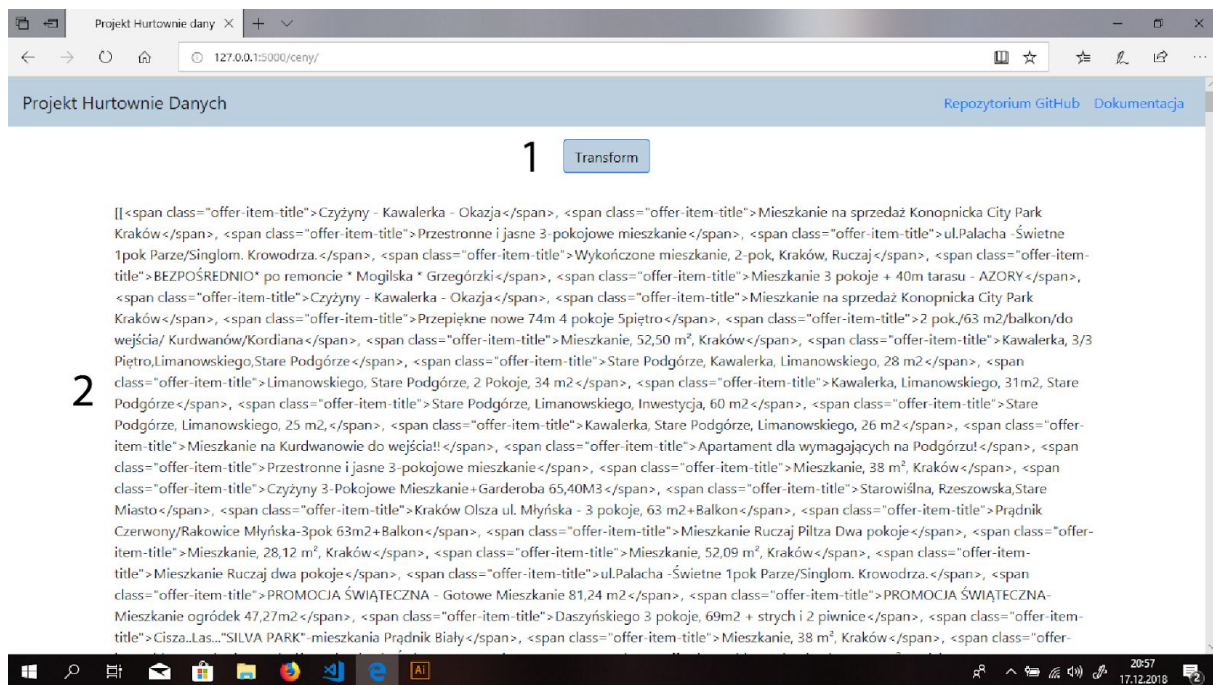 Projekt Hurtownie dany
127.0.0.1:5000/ceny/
Projekt Hurtownie Danych
Repozytorium GitHub Dokumentacja
1
Transform
[[<span class="offer-item-title">Czyżyny - Kawalerka - Okazja</span>, <span class="offer-item-title">Mieszkanie na sprzedaż Konopnicka City Park
Kraków</span>, <span class="offer-item-title">Przestronne i jasne 3-pokojowe mieszkanie</span>, <span class="offer-item-title">ul.Palacha -Świetne
1pok Parze/Singlom. Krowodrza.</span>, <span class="offer-item-title">Wykończone mieszkanie, 2-pok, Kraków, Ruczaj</span>, <span class="offer-item-
title">BEZPOŚREDNIO* po remoncie * Mogilska * Grzegórzki</span>, <span class="offer-item-title">Mieszkanie 3 pokoje + 40m tarasu - AZORY</span>,
<span class="offer-item-title">Czyżyny - Kawalerka - Okazja</span>, <span class="offer-item-title">Mieszkanie na sprzedaż Konopnicka City Park
Kraków</span>, <span class="offer-item-title">Przepiękne nowe 74m 4 pokoje 5piętro</span>, <span class="offer-item-title">2 pok./63 m2/balkon/do
wejścia/ Kurdwanów/Kordiana</span>, <span class="offer-item-title">Mieszkanie, 52,50 m², Kraków</span>, <span class="offer-item-title">Kawalerka, 3/3
Piętro,Limanowskiego,Stare Podgórze</span>, <span class="offer-item-title">Stare Podgórze, Kawalerka, Limanowskiego, 28 m2</span>, <span
class="offer-item-title">Limanowskiego, Stare Podgórze, 2 Pokoje, 34 m2</span>, <span class="offer-item-title">Kawalerka, Limanowskiego, 31m2, Stare
2
Podgórze</span>, <span class="offer-item-title">Stare Podgórze, Limanowskiego, Inwestycja, 60 m2</span>, <span class="offer-item-title">Stare
Podgórze, Limanowskiego, 25 m2,</span>, <span class="offer-item-title">Kawalerka, Stare Podgórze, Limanowskiego, 26 m2</span>, <span class="offer-
item-title">Mieszkanie na Kurdwanowie do wejścia!!</span>, <span class="offer-item-title">Apartament dla wymagających na Podgórzu!</span>, <span
class="offer-item-title">Przestronne i jasne 3-pokojowe mieszkanie</span>, <span class="offer-item-title">Mieszkanie, 38 m², Kraków</span>, <span
class="offer-item-title">Czyżyny 3-Pokojowe Mieszkanie+Garderoba 65,40M3</span>, <span class="offer-item-title">Starowiślna, Rzeszowska,Stare
Miasto</span>, <span class="offer-item-title">Kraków Olsza ul. Młyńska - 3 pokoje, 63 m2+Balkon</span>, <span class="offer-item-title">Prądnik
Czerwony/Rakowice Młyńska-3pok 63m2+Balkon</span>, <span class="offer-item-title">Mieszkanie Ruczaj Piltza Dwa pokoje</span>, <span class="offer-
item-title">Mieszkanie, 28,12 m², Kraków</span>, <span class="offer-item-title">Mieszkanie, 52,09 m², Kraków</span>, <span class="offer-item-
title">Mieszkanie Ruczaj dwa pokoje</span>, <span class="offer-item-title">ul.Palacha -Świetne 1pok Parze/Singlom. Krowodrza.</span>, <span
class="offer-item-title">PROMOCJA ŚWIĄTECZNA - Gotowe Mieszkanie 81,24 m2</span>, <span class="offer-item-title">PROMOCJA ŚWIĄTECZNA-
Mieszkanie ogródek 47,27m2</span>, <span class="offer-item-title">Daszyńskiego 3 pokoje, 69m2 + strych i 2 piwnice</span>, <span class="offer-item-
title">Cisza..Las..."SILVA PARK"-mieszkania Prądnik Biały</span>, <span class="offer-item-title">Mieszkanie, 38 m², Kraków</span>, <span class="offer-
Ai
20:57
17.12.2018
2